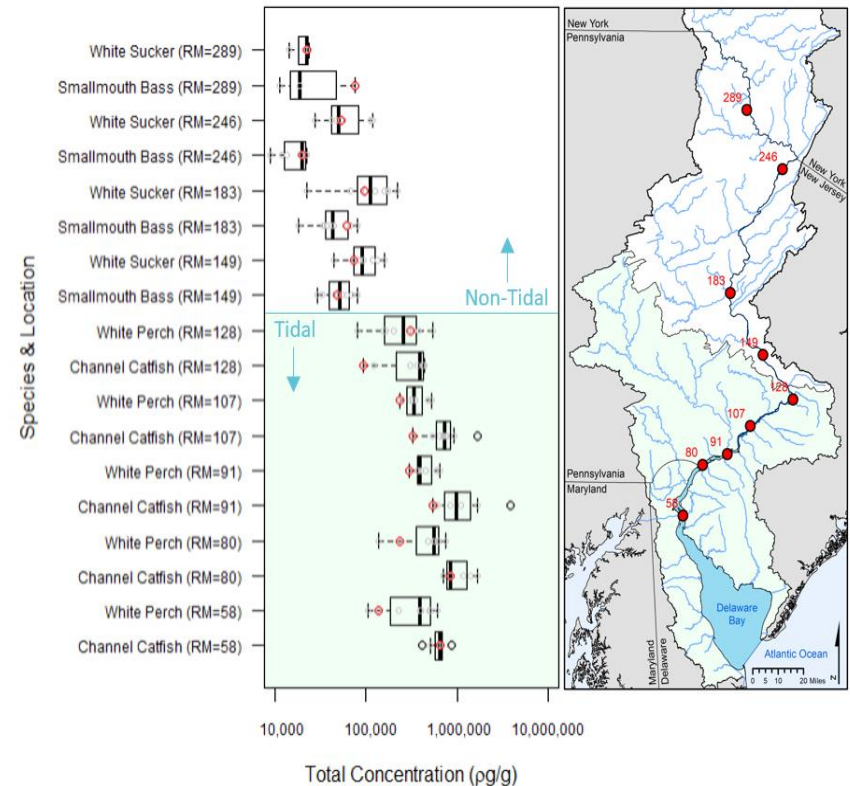 White Sucker (RM=289)
Smallmouth Bass (RM=289)
White Sucker (RM=246)
Smallmouth Bass (RM=246)
White Sucker (RM=183)
Smallmouth Bass (RM=183)
White Sucker (RM=149)
Smallmouth Bass (RM=149)
White Perch (RM=128)
Channel Catfish (RM=128)
White Perch (RM=107)
Channel Catfish (RM=107)
White Perch (RM=91)
Channel Catfish (RM=91)
White Perch (RM=80)
Channel Catfish (RM=80)
White Perch (RM=58)
Channel Catfish (RM=58)
Species & Location
Non-Tidal
Tidal
10,000
100,000
1,000,000
10,000,000
Total Concentration (ρg/g)
New York
Pennsylvania
289
246
New York
New Jersey
183
149
128
107
91
80
Pennsylvania
Maryland
58
Delaware
Bay
Maryland
Delaware
Atlantic Ocean
0 5 10 20 Miles
N